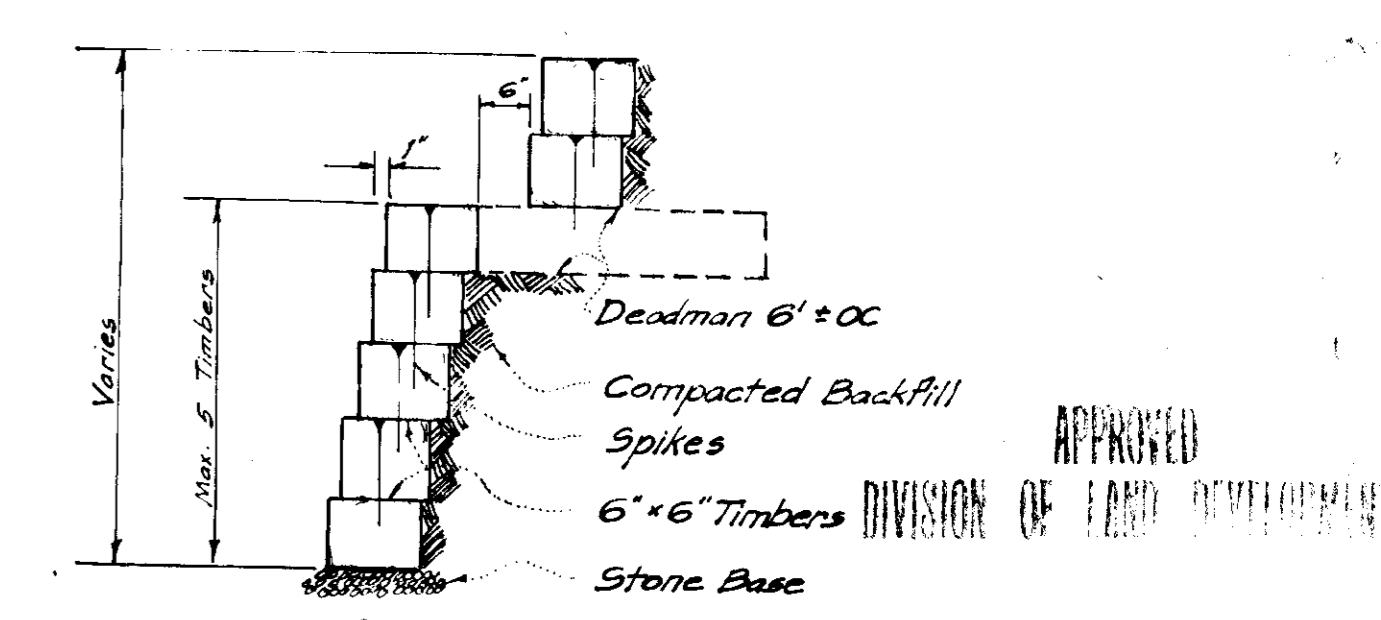 6"
1"
Varies
Max. 5 Timbers
Deadman 6' ± OC
Compacted Backfill
Spikes
6" × 6" Timbers
Stone Base
APPROVED
DIVISION OF LAND